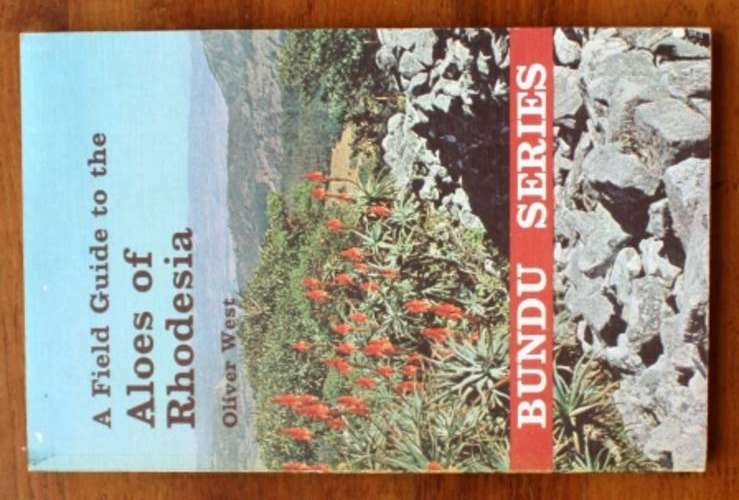 A Field Guide to the
Aloes of
Rhodesia
Oliver West
BUNDU SERIES